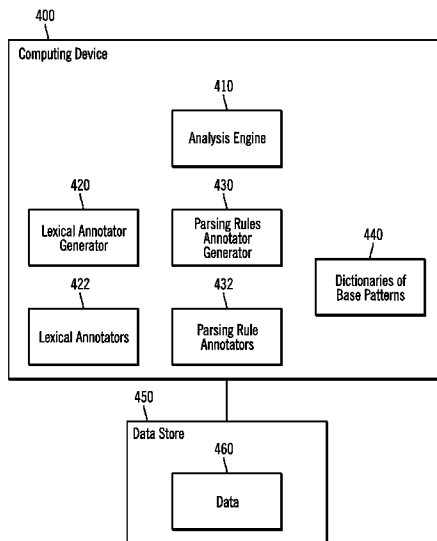 400
Computing Device
410
Analysis Engine
420
Lexical Annotator
Generator
430
Parsing Rules
Annotator
Generator
440
Dictionaries of
Base Patterns
422
Lexical Annotators
432
Parsing Rule
Annotators
450
Data Store
460
Data